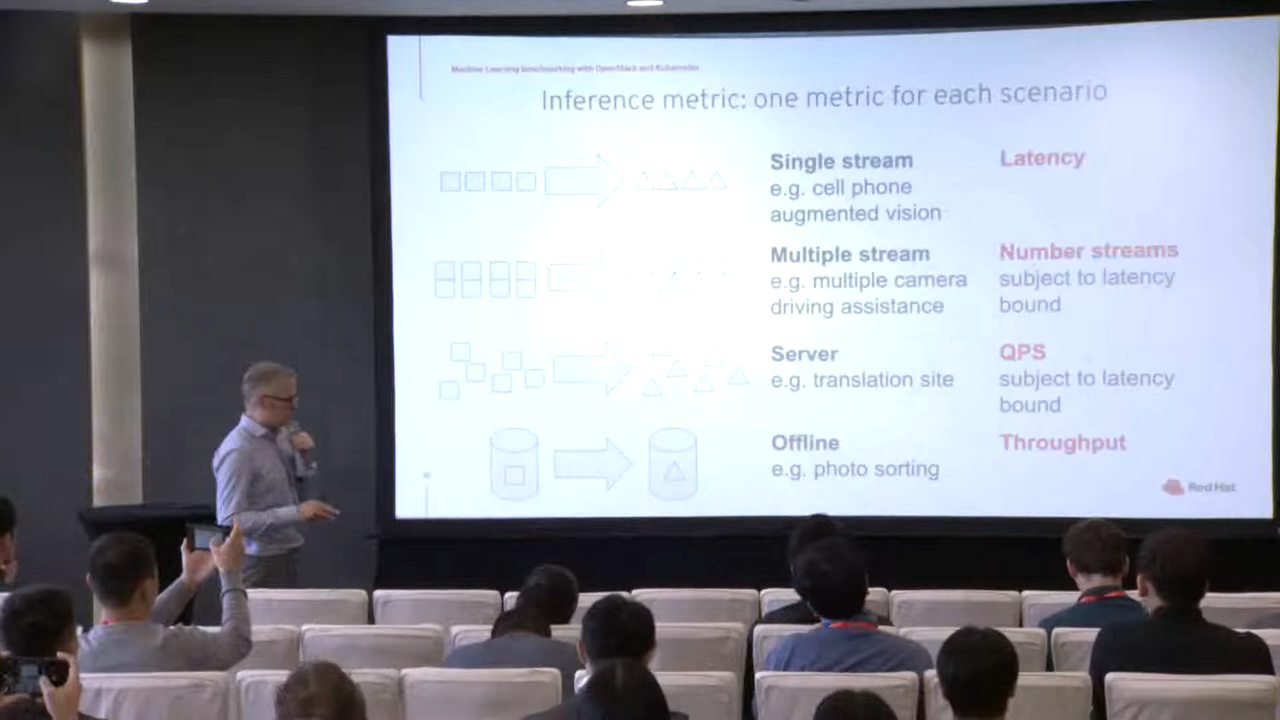 Machine Learning benchmarking with OpenStack and Kubernetes
Inference metric: one metric for each scenario
Single stream
e.g. cell phone
augmented vision
Latency
Multiple stream
e.g. multiple camera
driving assistance
Number streams
subject to latency
bound
Server
e.g. translation site
QPS
subject to latency
bound
Offline
e.g. photo sorting
Throughput
Red Hat